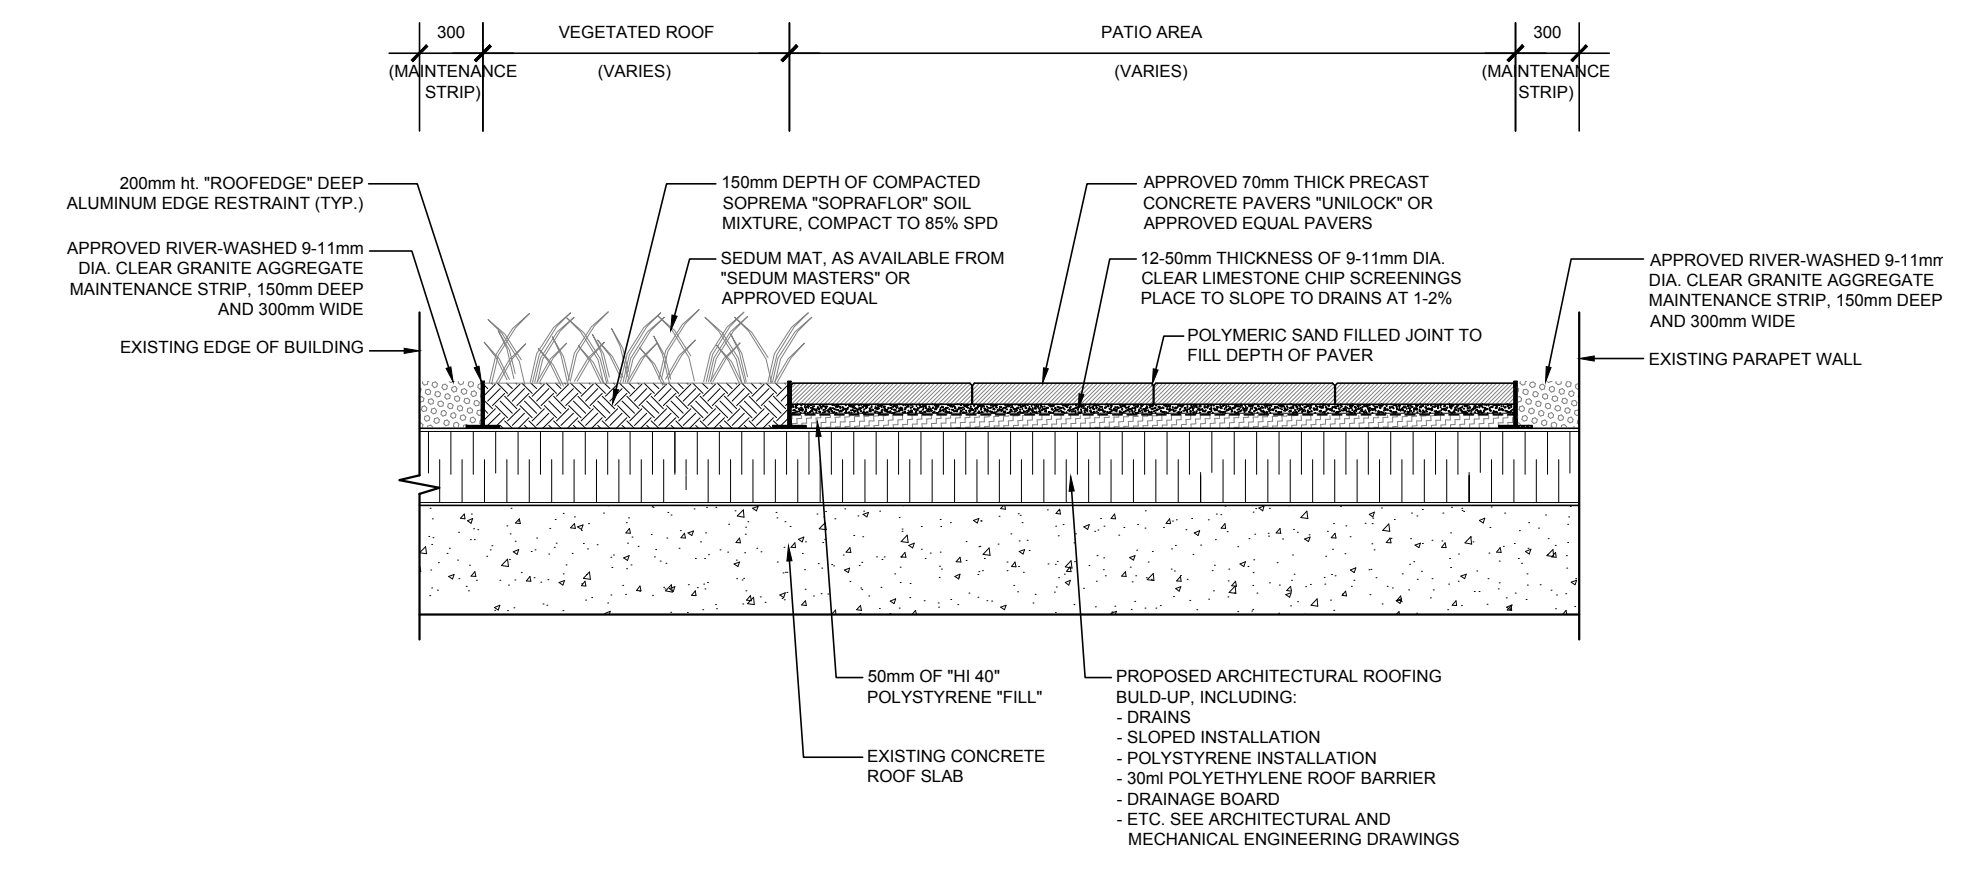 300
VEGETATED ROOF
PATIO AREA
300
(MAINTENANCE
STRIP)
(VARIES)
(VARIES)
(MAINTENANCE
STRIP)
200mm ht. "ROOFEDGE" DEEP
ALUMINUM EDGE RESTRAINT (TYP.)
APPROVED RIVER-WASHED 9-11mm
DIA. CLEAR GRANITE AGGREGATE
MAINTENANCE STRIP, 150mm DEEP
AND 300mm WIDE
EXISTING EDGE OF BUILDING
150mm DEPTH OF COMPACTED
SOPREMA "SOPRAFLOR" SOIL
MIXTURE, COMPACT TO 85% SPD
SEDUM MAT, AS AVAILABLE FROM
"SEDUM MASTERS" OR
APPROVED EQUAL
APPROVED 70mm THICK PRECAST
CONCRETE PAVERS "UNILOCK" OR
APPROVED EQUAL PAVERS
12-50mm THICKNESS OF 9-11mm DIA.
CLEAR LIMESTONE CHIP SCREENINGS
PLACE TO SLOPE TO DRAINS AT 1-2%
POLYMERIC SAND FILLED JOINT TO
FILL DEPTH OF PAVER
APPROVED RIVER-WASHED 9-11mm
DIA. CLEAR GRANITE AGGREGATE
MAINTENANCE STRIP, 150mm DEEP
AND 300mm WIDE
EXISTING PARAPET WALL
50mm OF "HI 40"
POLYSTYRENE "FILL"
EXISTING CONCRETE
ROOF SLAB
PROPOSED ARCHITECTURAL ROOFING
BULD-UP, INCLUDING:
- DRAINS
- SLOPED INSTALLATION
- POLYSTYRENE INSTALLATION
- 30ml POLYETHYLENE ROOF BARRIER
- DRAINAGE BOARD
- ETC. SEE ARCHITECTURAL AND
MECHANICAL ENGINEERING DRAWINGS